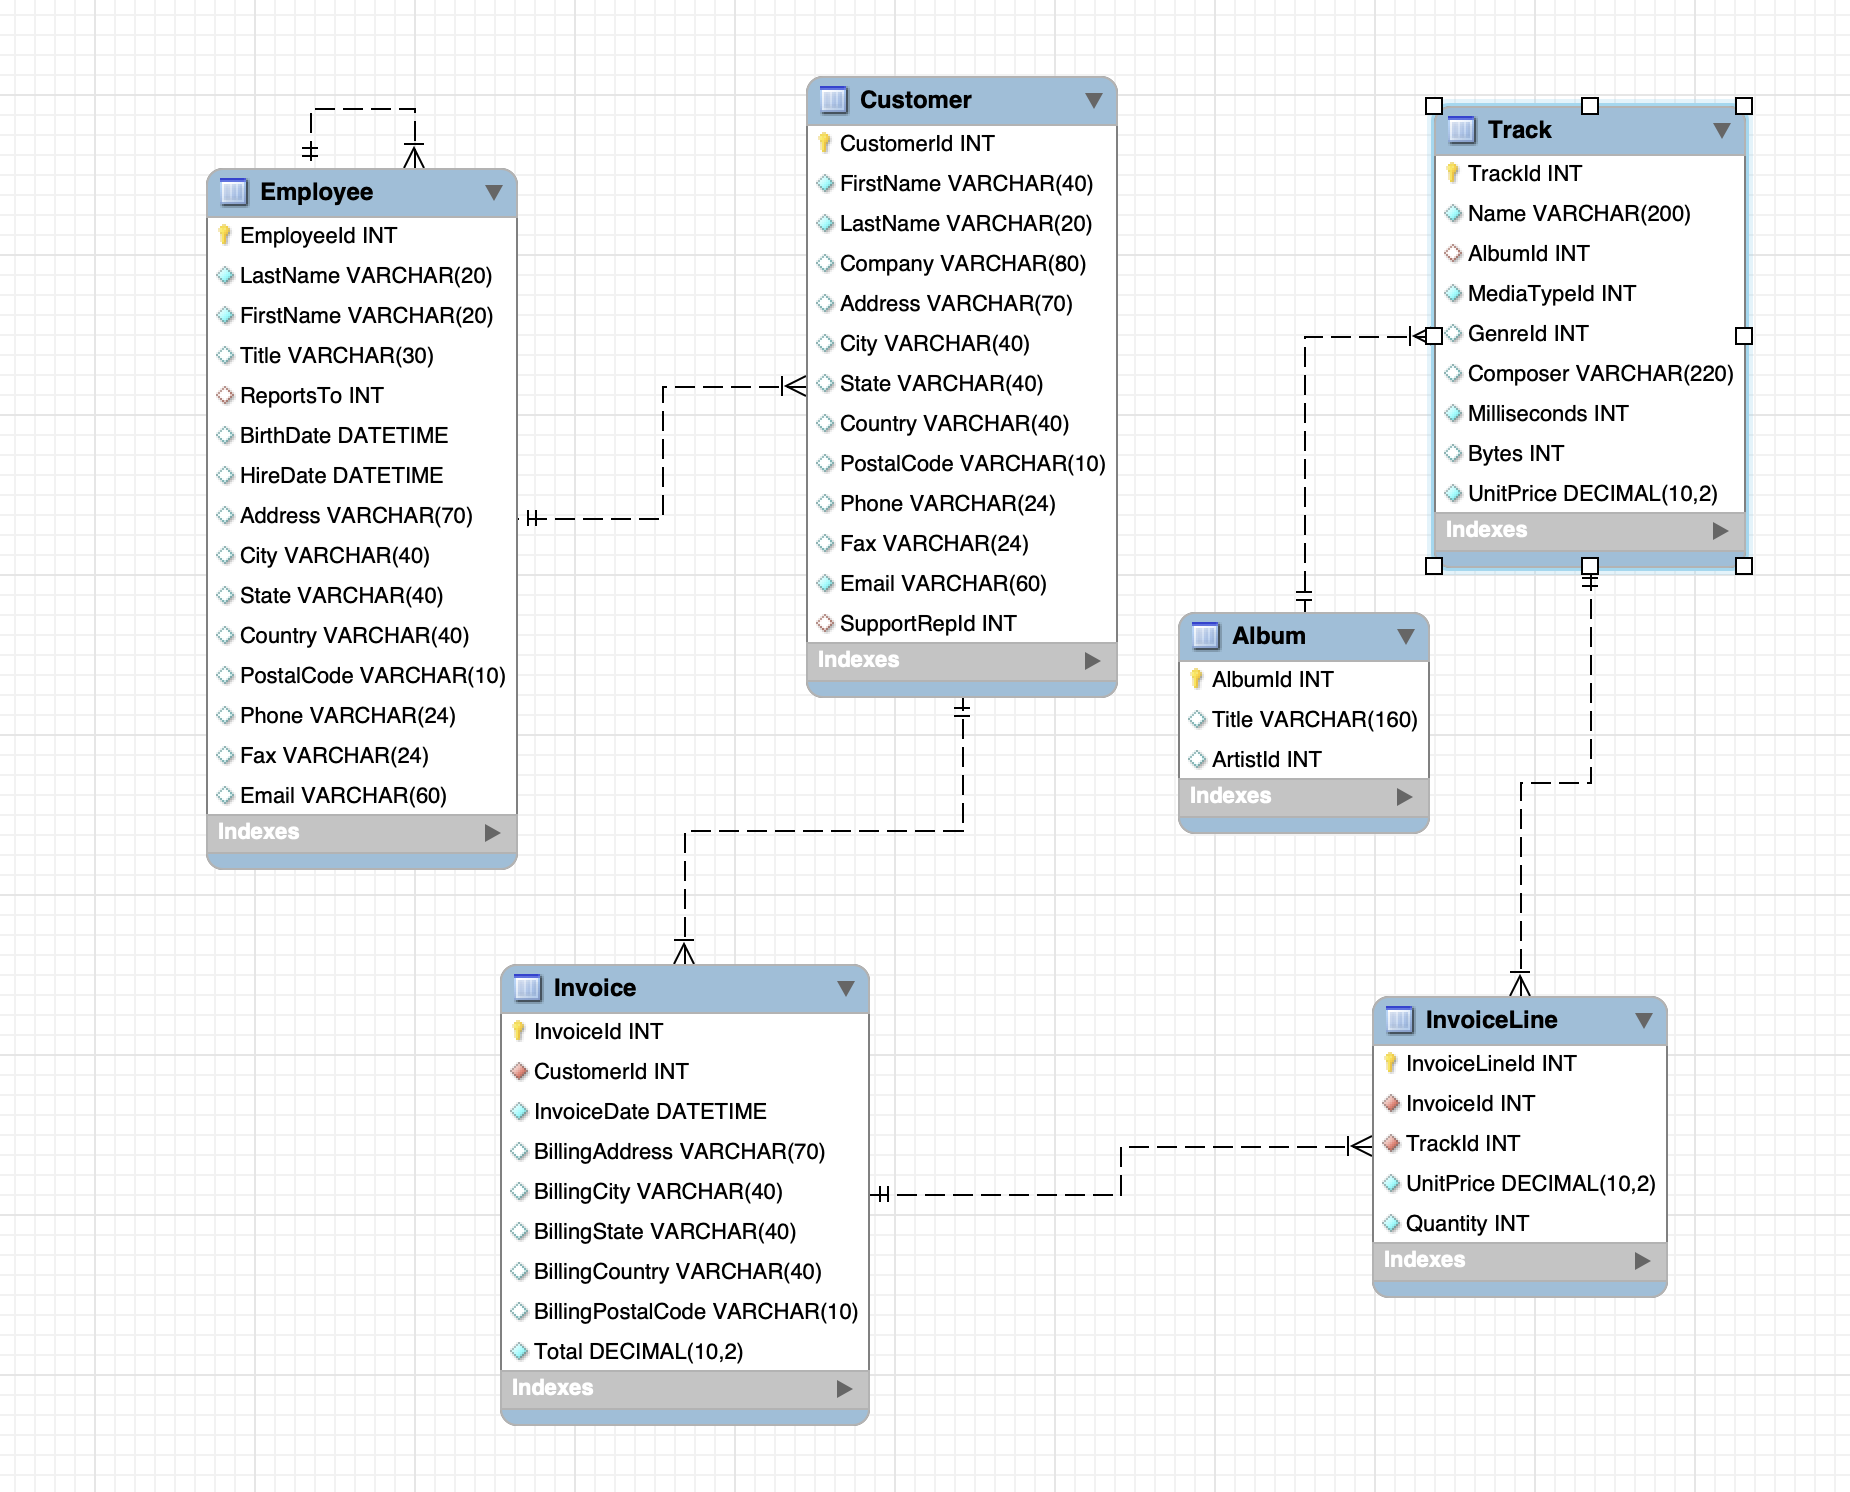 Employee
EmployeeId INT
LastName VARCHAR(20)
FirstName VARCHAR(20)
Title VARCHAR(30)
ReportsTo INT
BirthDate DATETIME
HireDate DATETIME
Address VARCHAR(70)
City VARCHAR(40)
State VARCHAR(40)
Country VARCHAR(40)
PostalCode VARCHAR(10)
Phone VARCHAR(24)
Fax VARCHAR(24)
Email VARCHAR(60)
Indexes
Customer
CustomerId INT
FirstName VARCHAR(40)
LastName VARCHAR(20)
Company VARCHAR(80)
Address VARCHAR(70)
City VARCHAR(40)
State VARCHAR(40)
Country VARCHAR(40)
PostalCode VARCHAR(10)
Phone VARCHAR(24)
Fax VARCHAR(24)
Email VARCHAR(60)
SupportRepId INT
Indexes
Track
TrackId INT
Name VARCHAR(200)
AlbumId INT
MediaTypeId INT
GenreId INT
Composer VARCHAR(220)
Milliseconds INT
Bytes INT
UnitPrice DECIMAL(10,2)
Indexes
Album
AlbumId INT
Title VARCHAR(160)
ArtistId INT
Indexes
Invoice
InvoiceId INT
CustomerId INT
InvoiceDate DATETIME
BillingAddress VARCHAR(70)
BillingCity VARCHAR(40)
BillingState VARCHAR(40)
BillingCountry VARCHAR(40)
BillingPostalCode VARCHAR(10)
Total DECIMAL(10,2)
Indexes
InvoiceLine
InvoiceLineId INT
InvoiceId INT
TrackId INT
UnitPrice DECIMAL(10,2)
Quantity INT
Indexes